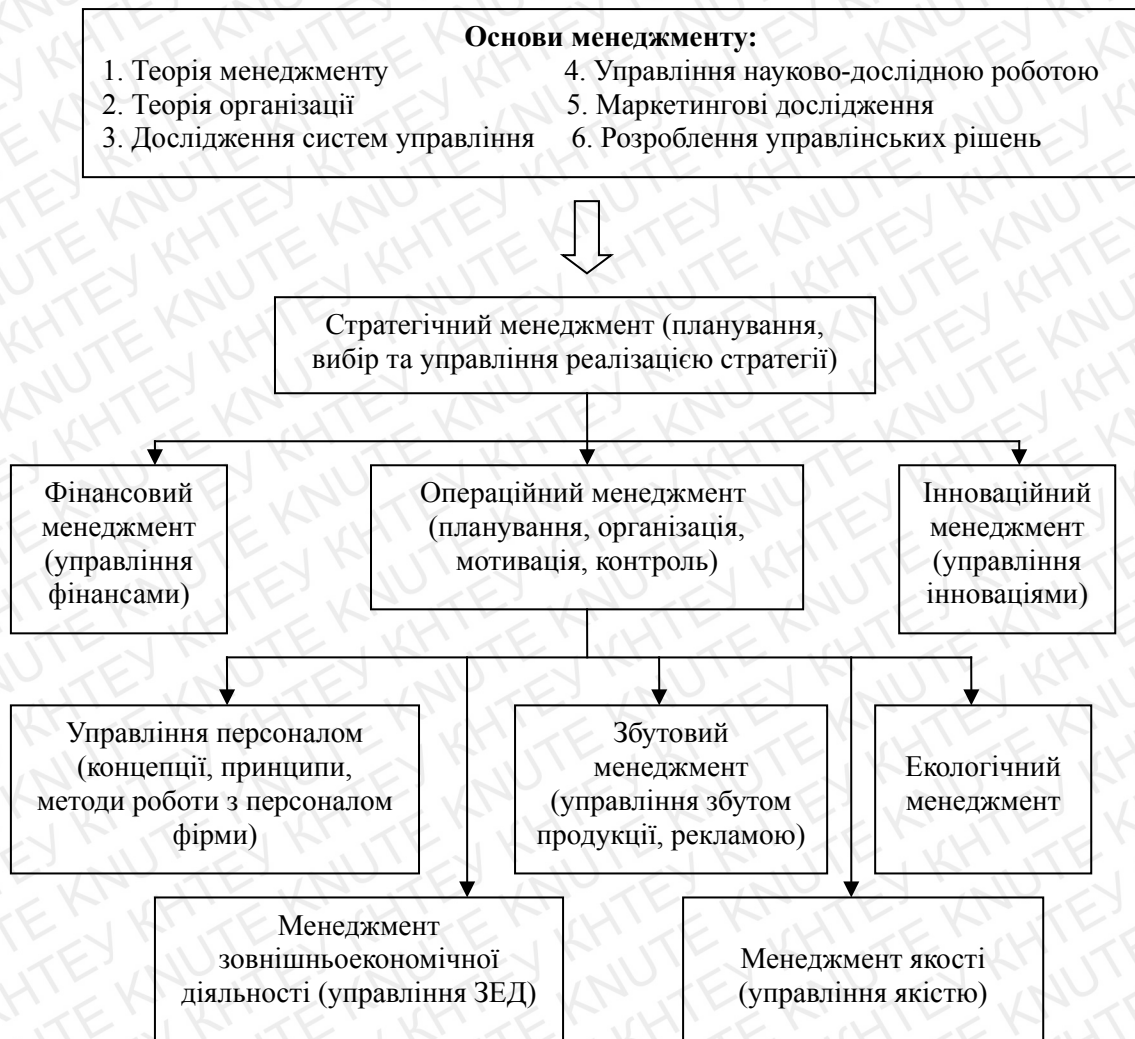 Основи менеджменту:
1. Теорія менеджменту
2. Теорія організації
3. Дослідження систем управління
4. Управління науково-дослідною роботою
5. Маркетингові дослідження
6. Розроблення управлінських рішень
Стратегічний менеджмент (планування,
вибір та управління реалізацією стратегії)
Фінансовий
менеджмент
(управління
фінансами)
Операційний менеджмент
(планування, організація,
мотивація, контроль)
Інноваційний
менеджмент
(управління
інноваціями)
Управління персоналом
(концепції, принципи,
методи роботи з персоналом
фірми)
Збутовий
менеджмент
(управління збутом
продукції, рекламою)
Екологічний
менеджмент
Менеджмент
зовнішньоекономічної
діяльності (управління ЗЕД)
Менеджмент якості
(управління якістю)